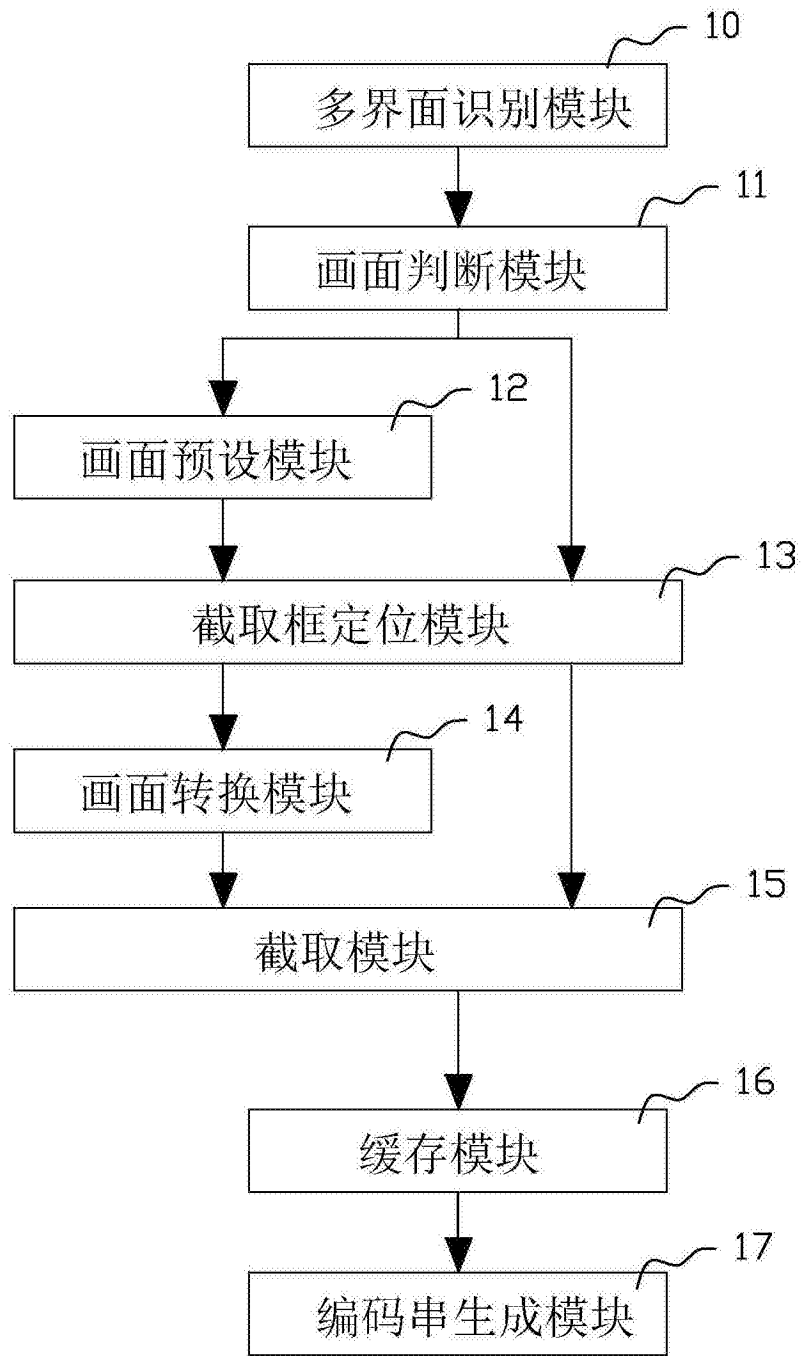 10
多界面识别模块
11
画面判断模块
12
画面预设模块
13
截取框定位模块
14
画面转换模块
15
截取模块
16
缓存模块
17
编码串生成模块